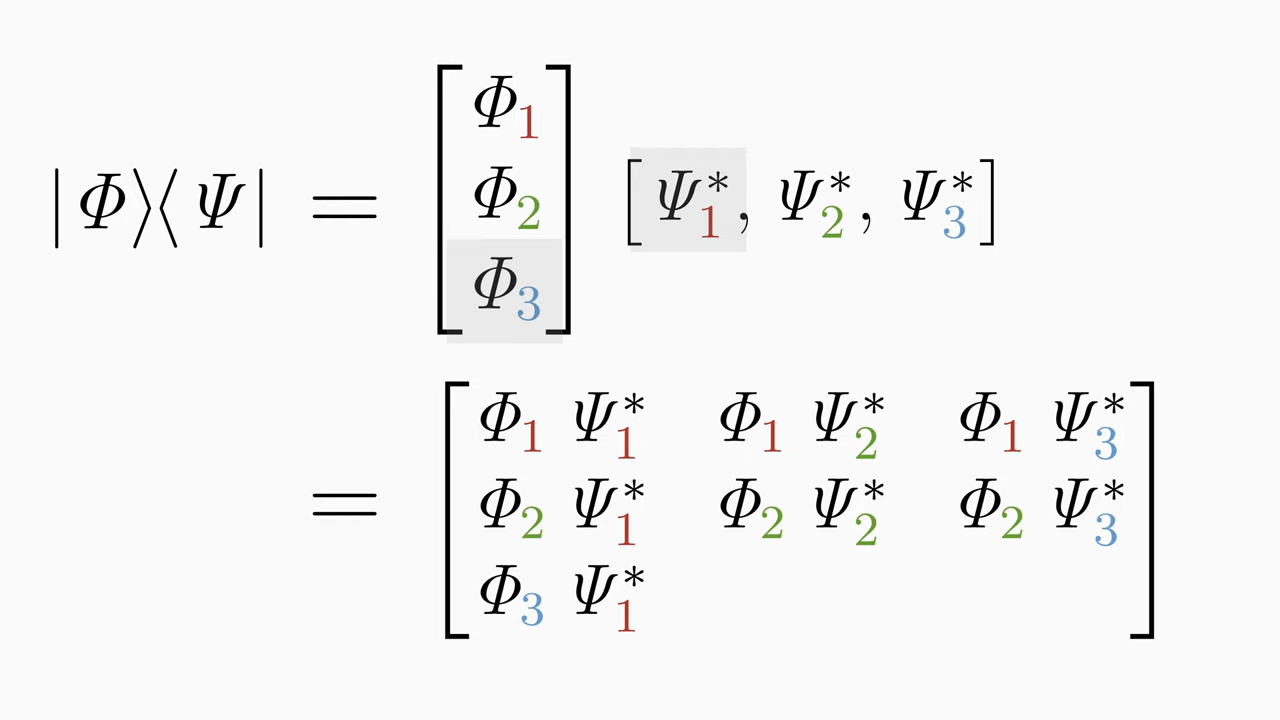 |Φ⟩⟨Ψ| = [Φ₁ Φ₂ Φ₃] [Ψ₁*, Ψ₂*, Ψ₃*]
= [Φ₁ Ψ₁* Φ₁ Ψ₂* Φ₁ Ψ₃*
Φ₂ Ψ₁* Φ₂ Ψ₂* Φ₂ Ψ₃*
Φ₃ Ψ₁* ]